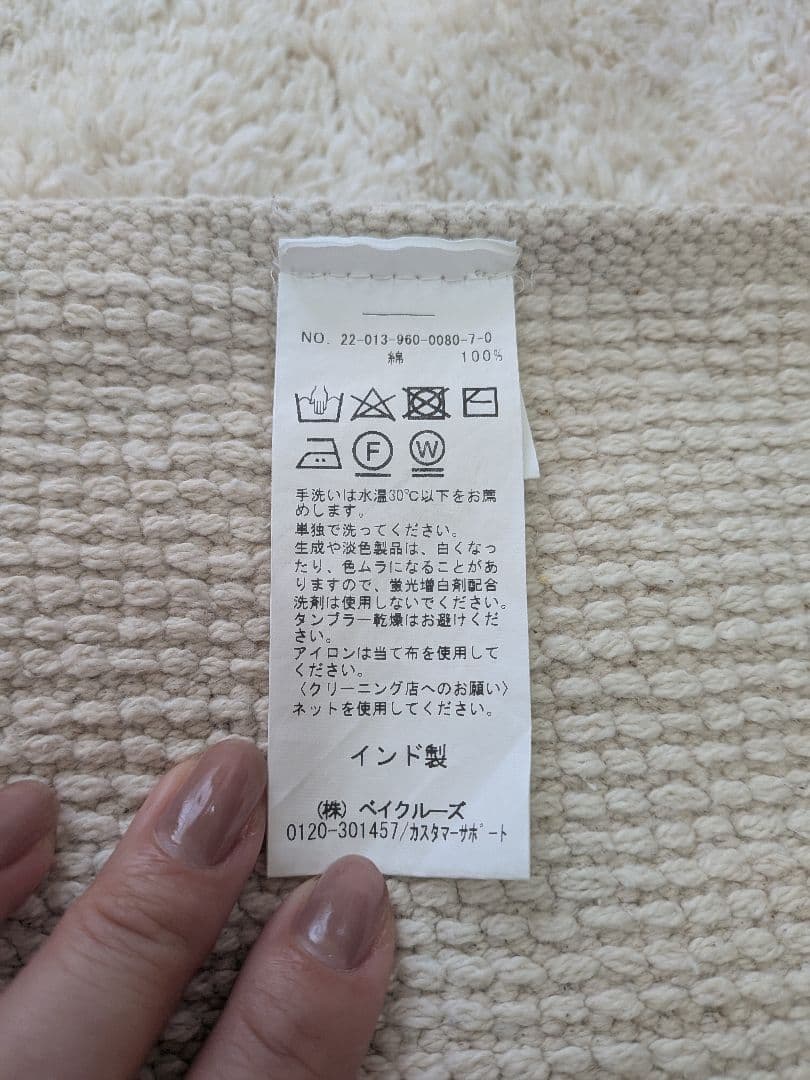 NO. 22-013-960-0080-7-0
綿 100%
F W
手洗いは水温30℃以下をお薦
めします。
単独で洗ってください。
生成や淡色製品は、白くなっ
たり、色ムラになることがあ
りますので、蛍光増白剤配合
洗剤は使用しないでください。
タンブラー乾燥はお避けくだ
さい。
アイロンは当て布を使用して
ください。
〈クリーニング店へのお願い〉
ネットを使用してください。
インド製
(株) ベイクルーズ
0120-301457/カスタマーサポート